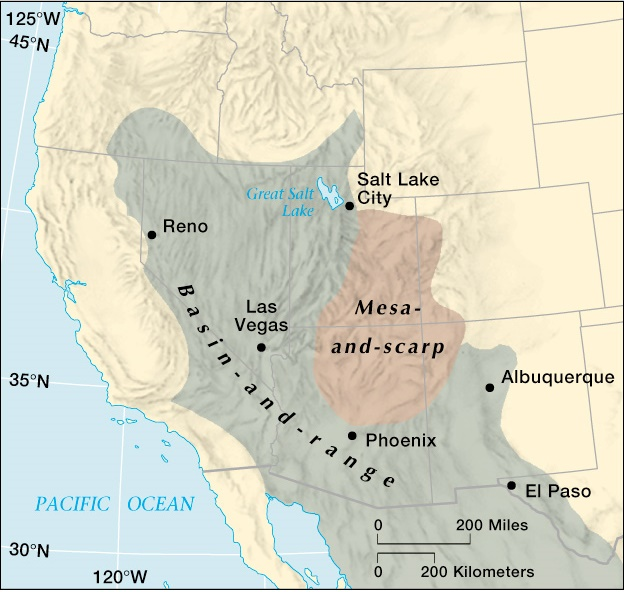 125°W
45°N
Great Salt
Lake
Salt Lake
City
Reno
Las
Vegas
Mesa-
and-scarp
Basin-and-range
35°N
Albuquerque
Phoenix
El Paso
PACIFIC OCEAN
0 200 Miles
0 200 Kilometers
30°N
120°W